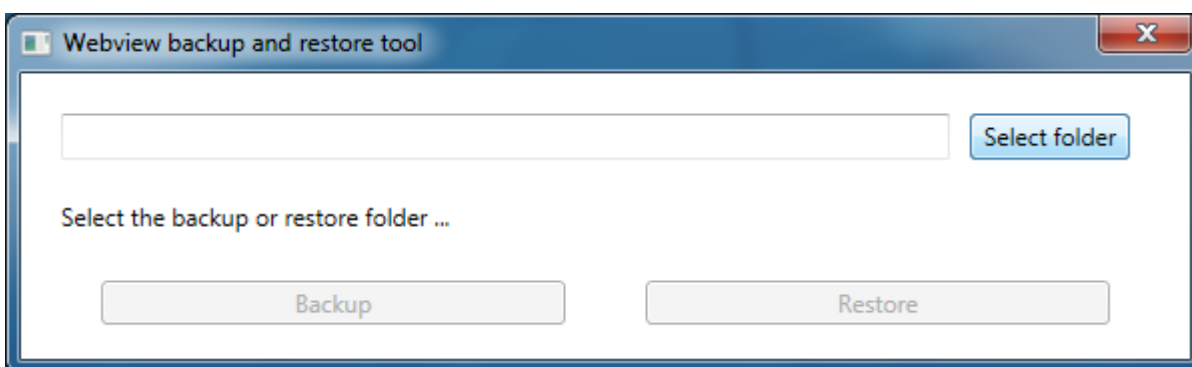 Webview backup and restore tool
Select folder
Select the backup or restore folder ...
Backup Restore